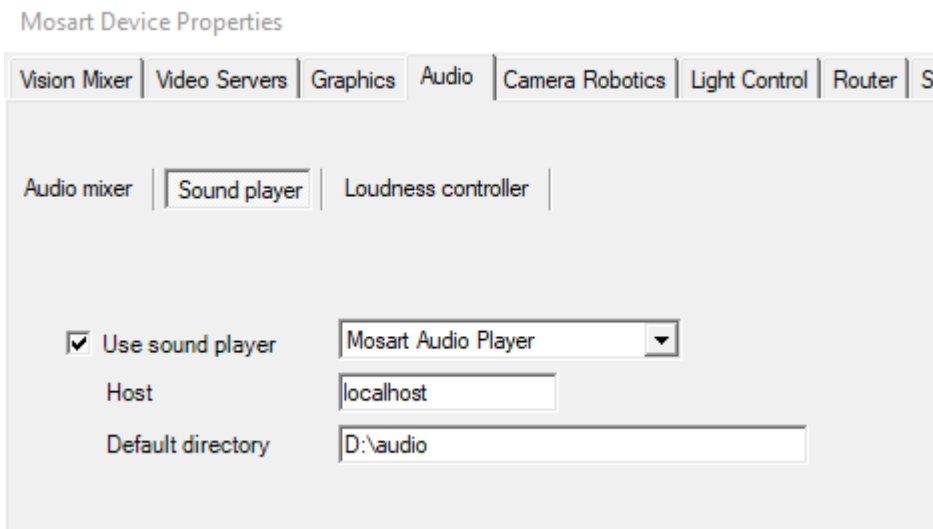 Mosart Device Properties
Vision Mixer Video Servers Graphics Audio Camera Robotics Light Control Router S
Audio mixer Sound player Loudness controller
Use sound player Mosart Audio Player
Host localhost
Default directory D:\audio